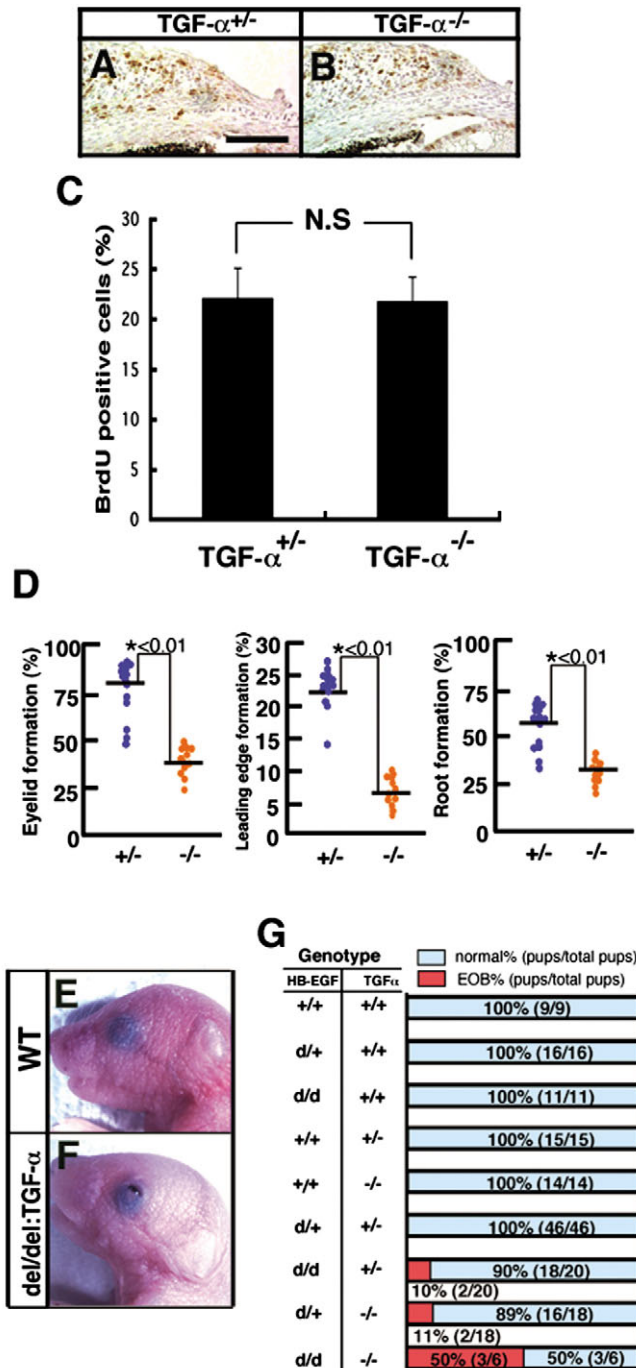 TGF-α+/-
TGF-α-/-
A
B
C
N.S
BrdU positive cells (%)
30
25
20
15
10
5
0
TGF-α+/-
TGF-α-/-
D
Eyelid formation (%)
100
75
50
25
*<0.01
+/-
-/-
Leading edge formation (%)
30
25
20
15
10
5
0
*<0.01
+/-
-/-
Root formation (%)
100
75
50
25
0
*<0.01
+/-
-/-
WT
E
del/del:TGF-α
F
G
Genotype
HB-EGF TGFα
normal% (pups/total pups)
EOB% (pups/total pups)
+/+ +/+ 100% (9/9)
d/+ +/+ 100% (16/16)
d/d +/+ 100% (11/11)
+/+ +/- 100% (15/15)
+/+ -/- 100% (14/14)
d/+ +/- 100% (46/46)
d/d +/- 90% (18/20)
10% (2/20)
d/+ -/- 89% (16/18)
11% (2/18)
d/d -/- 50% (3/6) 50% (3/6)